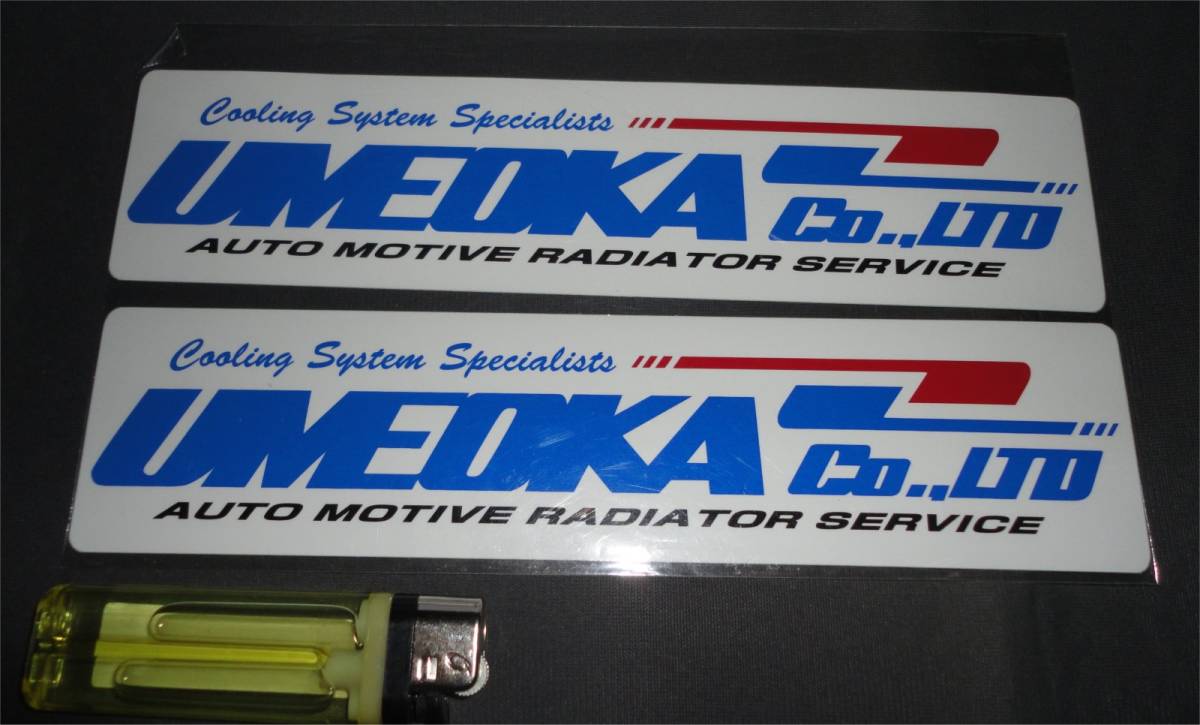 Cooling System Specialists
UMEOKA Co.,LTD
AUTO MOTIVE RADIATOR SERVICE
Cooling System Specialists
UMEOKA Co.,LTD
AUTO MOTIVE RADIATOR SERVICE